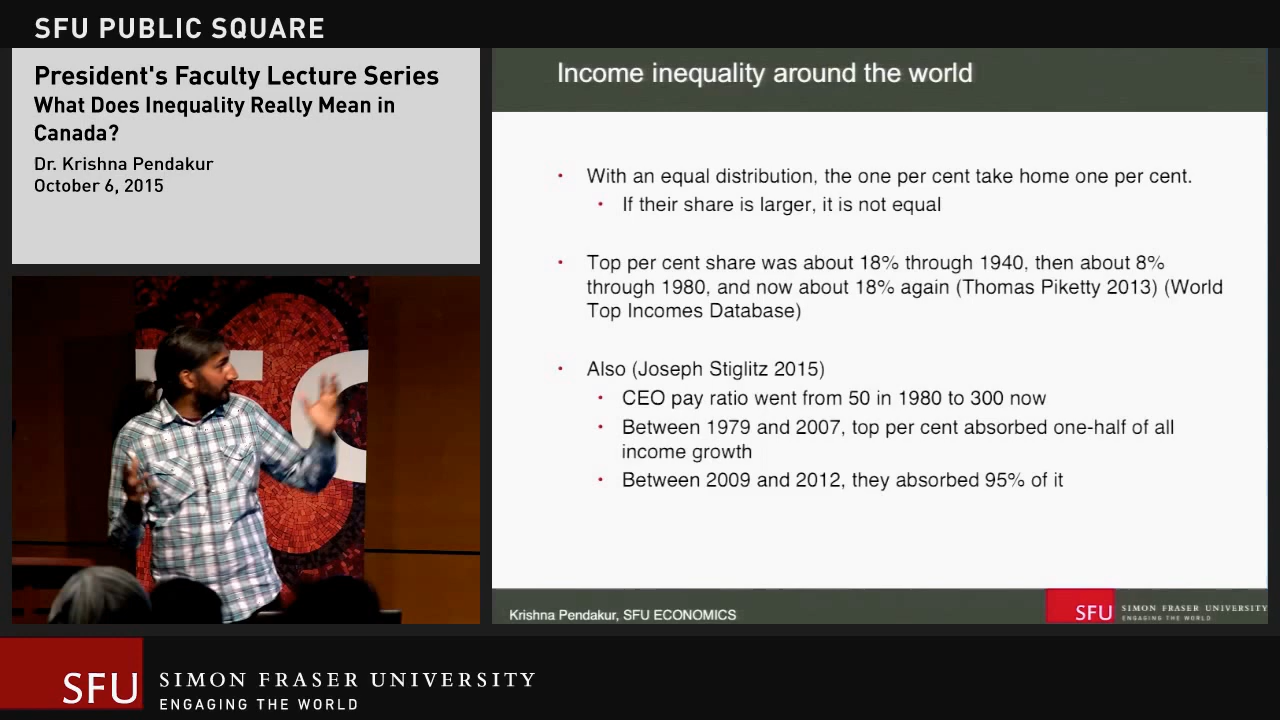 SFU PUBLIC SQUARE
President's Faculty Lecture Series
What Does Inequality Really Mean in
Canada?
Dr. Krishna Pendakur
October 6, 2015
Income inequality around the world
• With an equal distribution, the one per cent take home one per cent.
• If their share is larger, it is not equal
• Top per cent share was about 18% through 1940, then about 8%
through 1980, and now about 18% again (Thomas Piketty 2013) (World
Top Incomes Database)
• Also (Joseph Stiglitz 2015)
• CEO pay ratio went from 50 in 1980 to 300 now
• Between 1979 and 2007, top per cent absorbed one-half of all
income growth
• Between 2009 and 2012, they absorbed 95% of it
Krishna Pendakur, SFU ECONOMICS
SFU
SIMON FRASER UNIVERSITY
ENGAGING THE WORLD
SFU
SIMON FRASER UNIVERSITY
ENGAGING THE WORLD